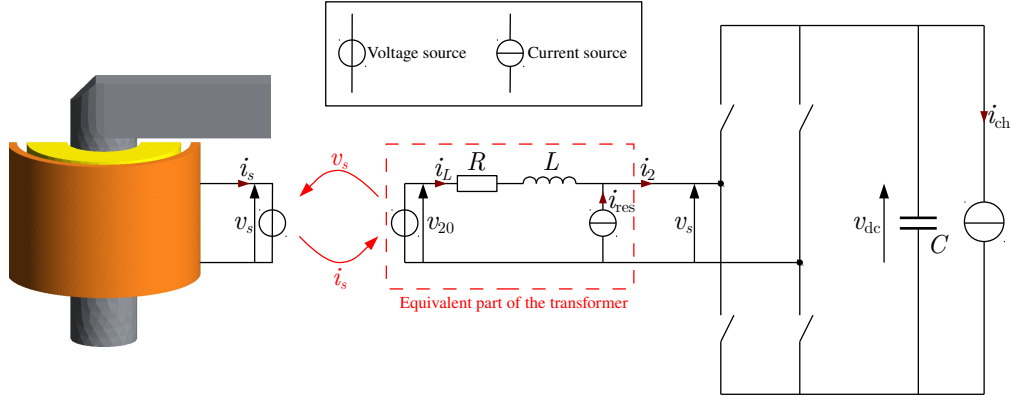 Voltage source
Current source
i_ch
v_s
i_s
i_L
R
L
i_2
i_res
v_s
v_20
v_s
v_dc
C
i_s
Equivalent part of the transformer